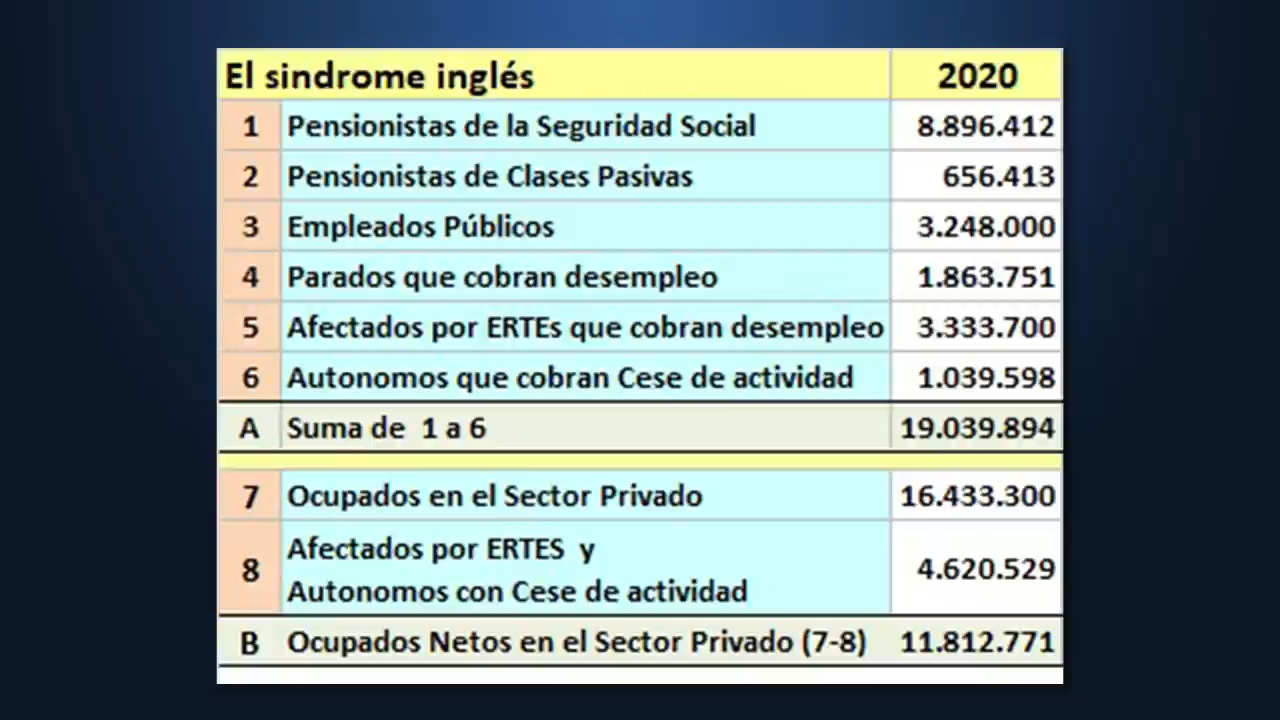 El sindrome inglés 2020
1 Pensionistas de la Seguridad Social 8.896.412
2 Pensionistas de Clases Pasivas 656.413
3 Empleados Públicos 3.248.000
4 Parados que cobran desempleo 1.863.751
5 Afectados por ERTEs que cobran desempleo 3.333.700
6 Autonomos que cobran Cese de actividad 1.039.598
A Suma de 1 a 6 19.039.894
7 Ocupados en el Sector Privado 16.433.300
8 Afectados por ERTES y
Autonomos con Cese de actividad 4.620.529
B Ocupados Netos en el Sector Privado (7-8) 11.812.771